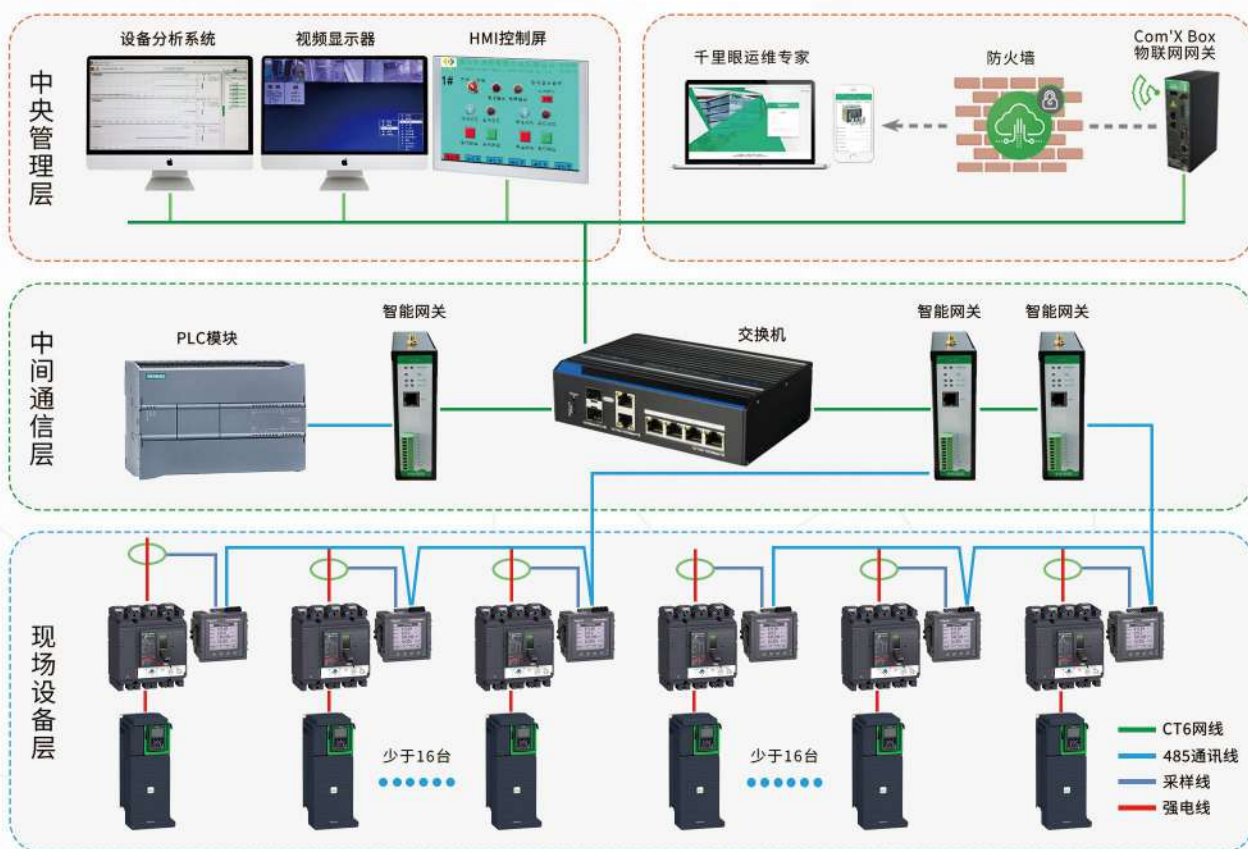 中央管理层
设备分析系统
视频显示器
HMI控制屏
1#
千里眼运维专家
防火墙
Com'X Box
物联网网关
中间通信层
PLC模块
SIEMENS
智能网关
交换机
智能网关
智能网关
现场设备层
少于16台
少于16台
CT6网线
485通讯线
采样线
强电线